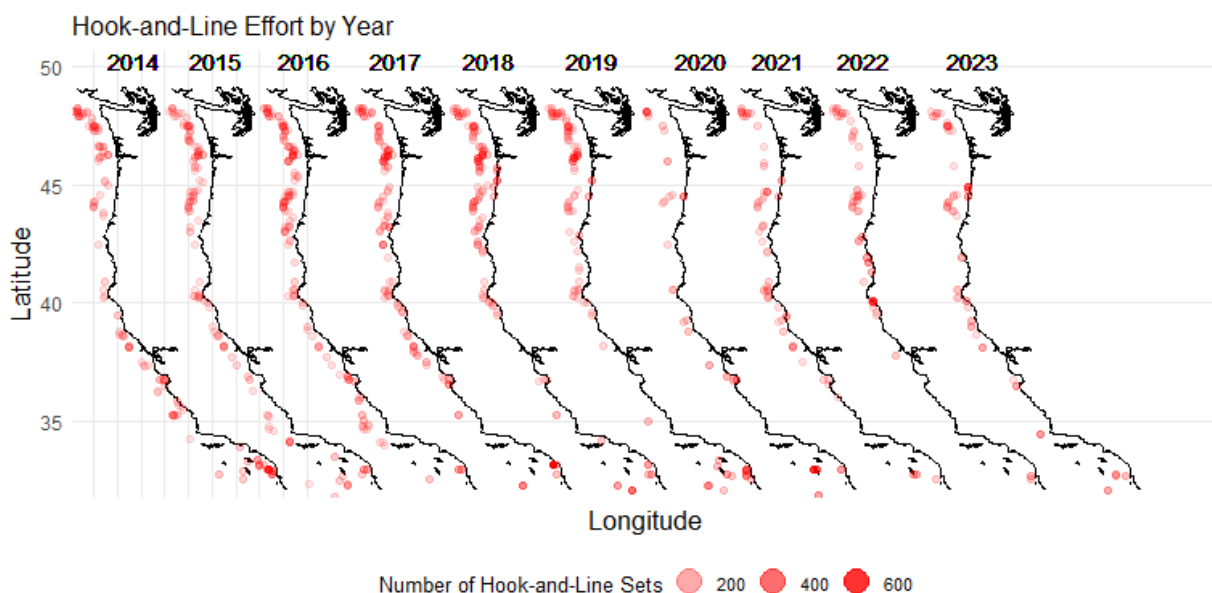 Hook-and-Line Effort by Year
50 2014 2015 2016 2017 2018 2019 2020 2021 2022 2023
45
40
35
Latitude
Longitude
Number of Hook-and-Line Sets 200 400 600